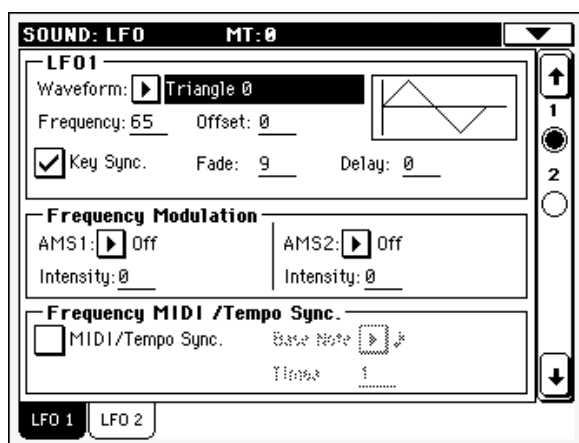 SOUND: LFO MT:0
LFO1
Waveform: Triangle 0
Frequency: 65 Offset: 0
Key Sync. Fade: 9 Delay: 0
1
2
Frequency Modulation
AMS1: Off AMS2: Off
Intensity: 0 Intensity: 0
Frequency MIDI /Tempo Sync.
MIDI/Tempo Sync. Base Note ♪
Times 1
LFO 1 LFO 2